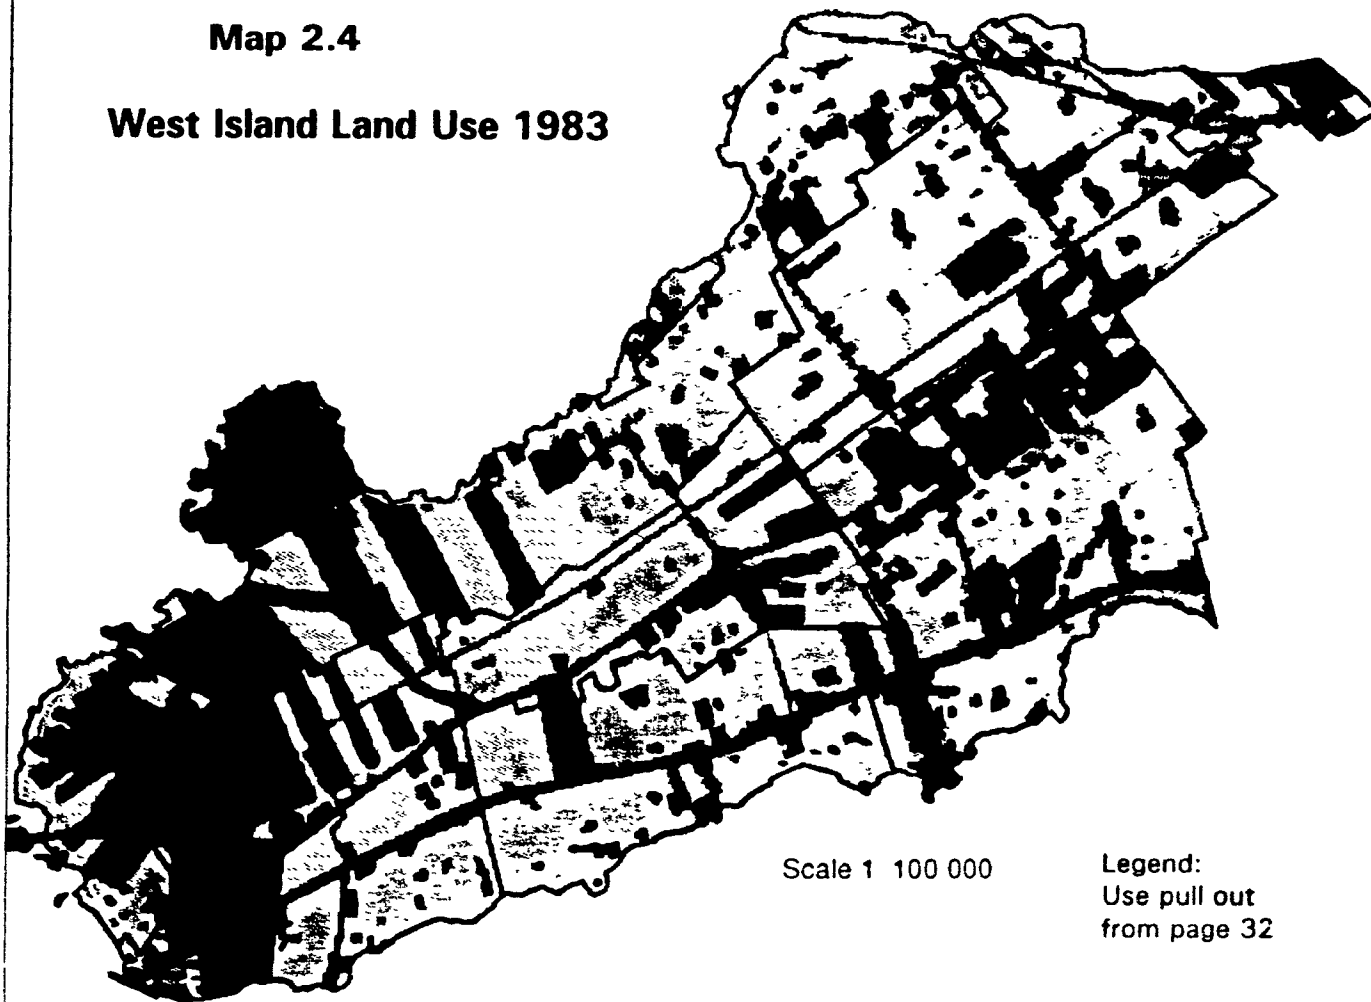 Map 2.4
West Island Land Use 1983
Scale 1 100 000
Legend:
Use pull out
from page 32